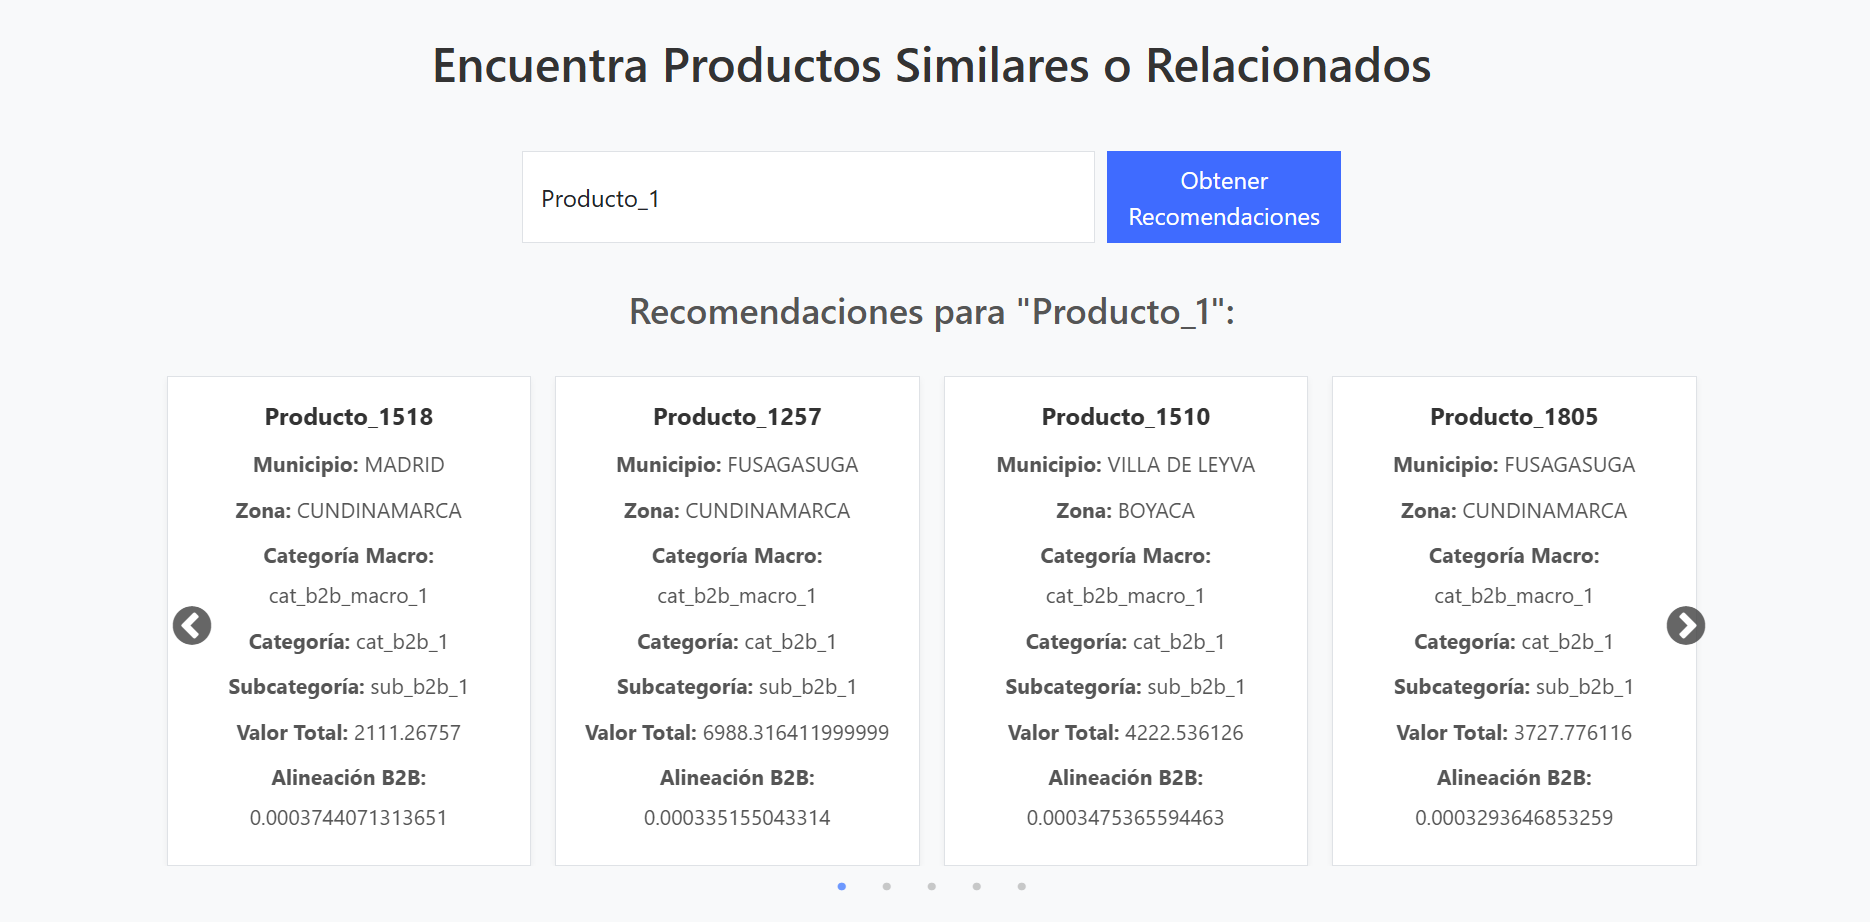 Encuentra Productos Similares o Relacionados
Producto_1
Obtener
Recomendaciones
Recomendaciones para "Producto_1":
Producto_1518
Municipio: MADRID
Zona: CUNDINAMARCA
Categoría Macro:
cat_b2b_macro_1
Categoría: cat_b2b_1
Subcategoría: sub_b2b_1
Valor Total: 2111.26757
Alineación B2B:
0.0003744071313651
Producto_1257
Municipio: FUSAGASUGA
Zona: CUNDINAMARCA
Categoría Macro:
cat_b2b_macro_1
Categoría: cat_b2b_1
Subcategoría: sub_b2b_1
Valor Total: 6988.316411999999
Alineación B2B:
0.000335155043314
Producto_1510
Municipio: VILLA DE LEYVA
Zona: BOYACA
Categoría Macro:
cat_b2b_macro_1
Categoría: cat_b2b_1
Subcategoría: sub_b2b_1
Valor Total: 4222.536126
Alineación B2B:
0.0003475365594463
Producto_1805
Municipio: FUSAGASUGA
Zona: CUNDINAMARCA
Categoría Macro:
cat_b2b_macro_1
Categoría: cat_b2b_1
Subcategoría: sub_b2b_1
Valor Total: 3727.776116
Alineación B2B:
0.0003293646853259